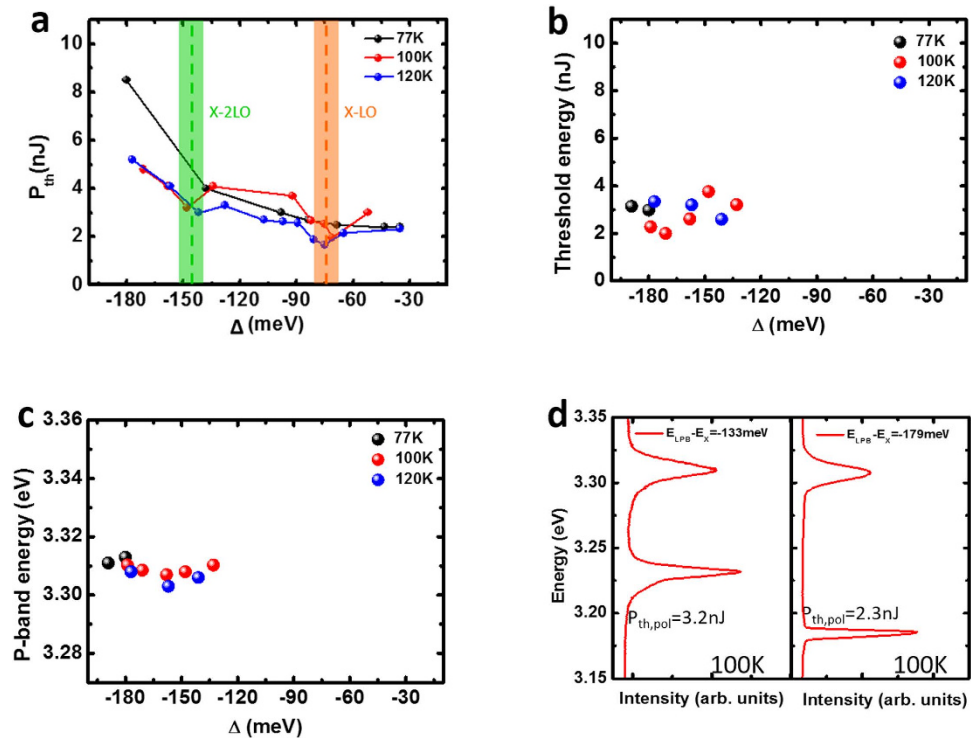 a
10
8
6
4
2
0
P_th(nJ)
77K
100K
120K
X-2LO
X-LO
-180 -150 -120 -90 -60 -30
Δ (meV)
b
10
8
6
4
2
0
Threshold energy (nJ)
77K
100K
120K
-180 -150 -120 -90 -60 -30
Δ (meV)
c
3.36
3.34
3.32
3.30
3.28
P-band energy (eV)
77K
100K
120K
-180 -150 -120 -90 -60 -30
Δ (meV)
d
3.35
3.30
3.25
3.20
3.15
Energy (eV)
E_LPB-E_X=-133meV
P_th,pol=3.2nJ
100K
Intensity (arb. units)
E_LPB-E_X=-179meV
P_th,pol=2.3nJ
100K
Intensity (arb. units)